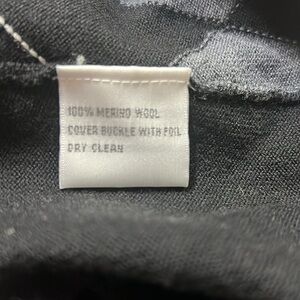 100% MERINO WOOL
COVER BUCKLE WITH FOIL
DRY CLEAN